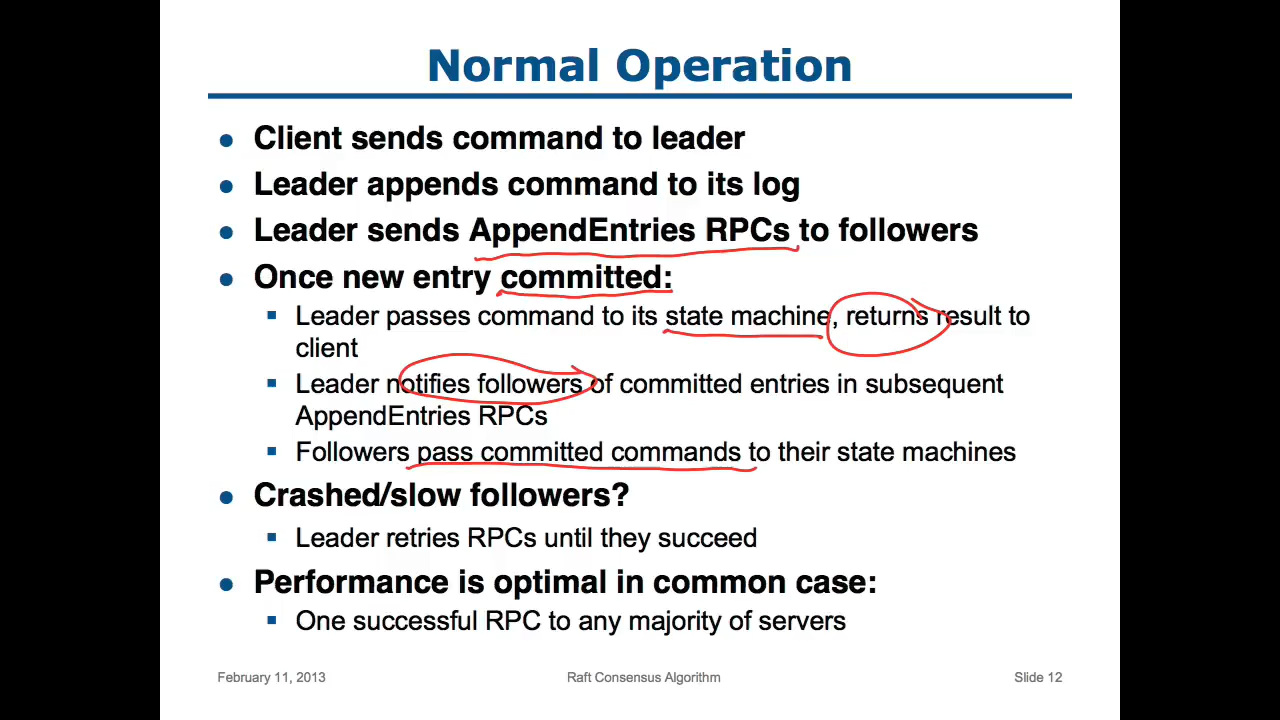 Normal Operation
Client sends command to leader
Leader appends command to its log
Leader sends AppendEntries RPCs to followers
Once new entry committed:
Leader passes command to its state machine, returns result to
client
Leader notifies followers of committed entries in subsequent
AppendEntries RPCs
Followers pass committed commands to their state machines
Crashed/slow followers?
Leader retries RPCs until they succeed
Performance is optimal in common case:
One successful RPC to any majority of servers
February 11, 2013 Raft Consensus Algorithm Slide 12